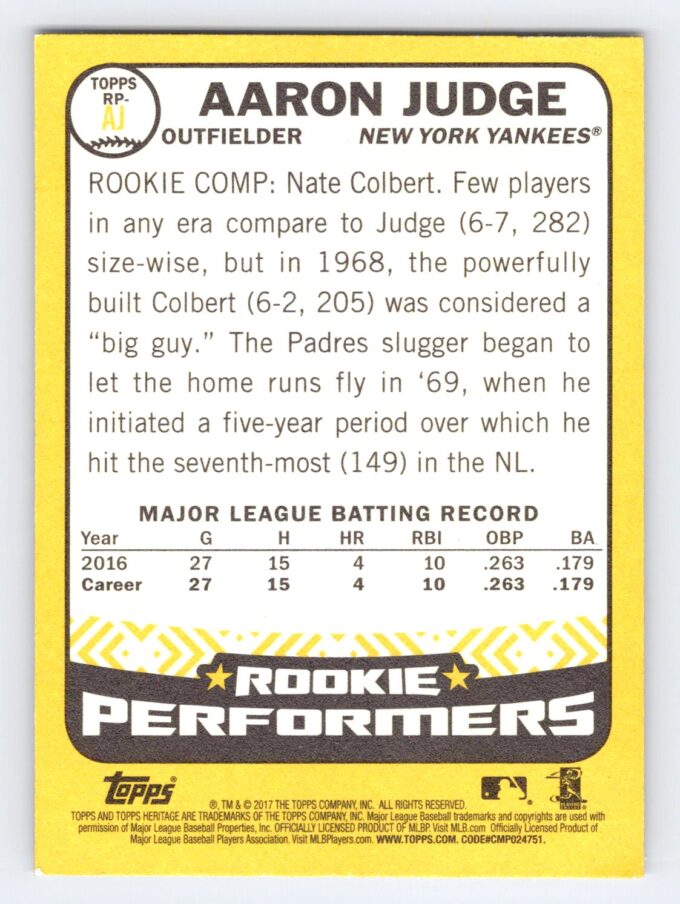 TOPPS
RP-
AJ
AARON JUDGE
OUTFIELDER NEW YORK YANKEES®
ROOKIE COMP: Nate Colbert. Few players
in any era compare to Judge (6-7, 282)
size-wise, but in 1968, the powerfully
built Colbert (6-2, 205) was considered a
“big guy.” The Padres slugger began to
let the home runs fly in ‘69, when he
initiated a five-year period over which he
hit the seventh-most (149) in the NL.
MAJOR LEAGUE BATTING RECORD
Year G H HR RBI OBP BA.
2016 27 15 4 10 .263 .179
Career 27 15 4 10 .263 .179
ROOKIE
PERFORMERS
Topps®
®, TM & © 2017 THE TOPPS COMPANY, INC. ALL RIGHTS RESERVED.
TOPPS AND TOPPS HERITAGE ARE TRADEMARKS OF THE TOPPS COMPANY, INC. Major League Baseball trademarks and copyrights are used with
permission of Major League Baseball Properties, Inc. OFFICIALLY LICENSED PRODUCT OF MLBP. Visit MLB.com Officially Licensed Product of
Major League Baseball Players Association. Visit MLBPlayers.com. WWW.TOPPS.COM. CODE#CMP024751.